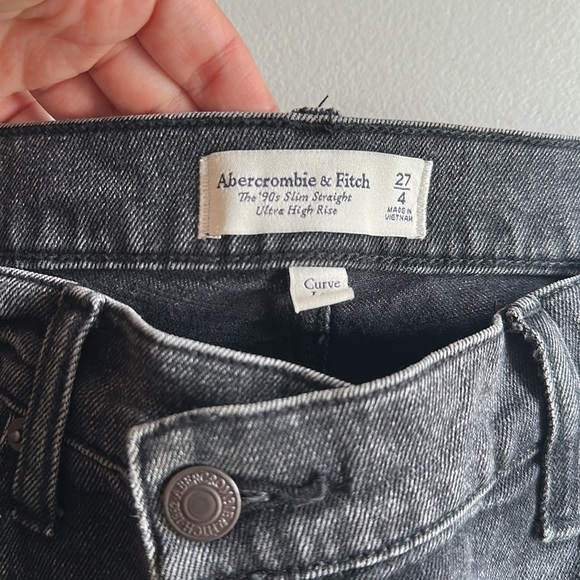 Abercrombie & Fitch
The '90s Slim Straight
Ultra High Rise
27
4
MADE IN
VIETNAM
Curve